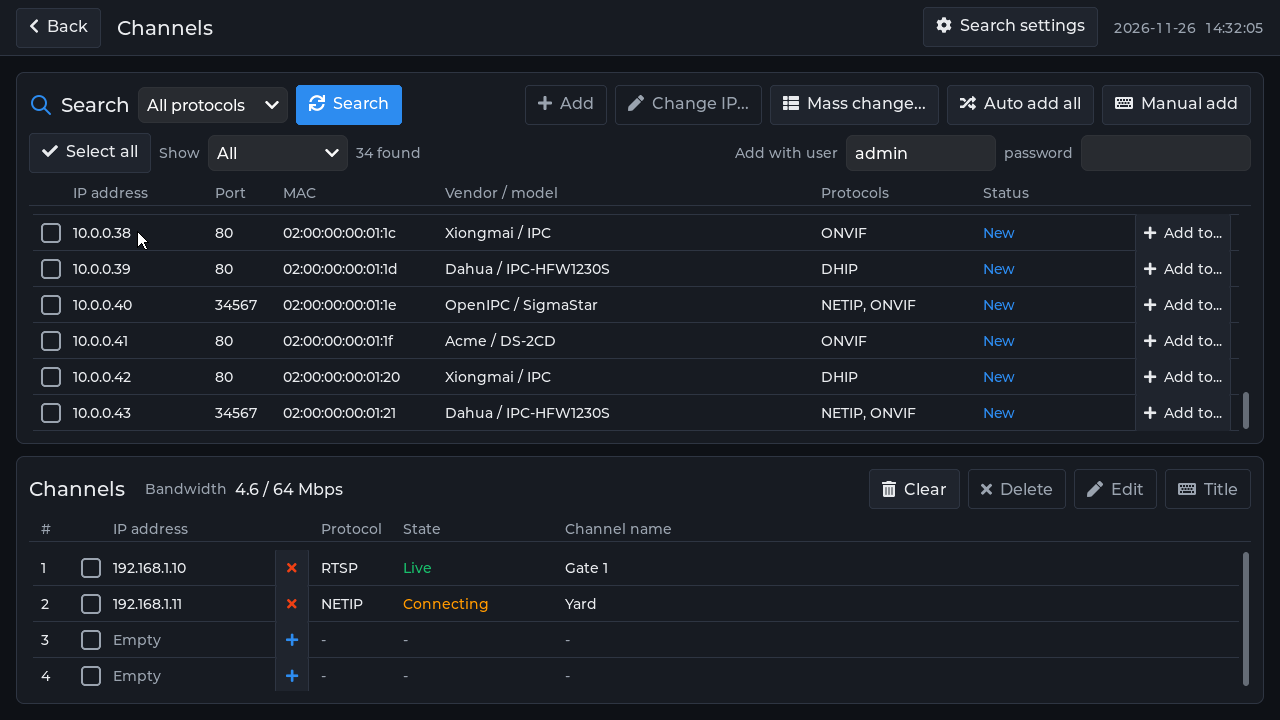 Back Channels Search settings 2026-11-26 14:32:05
Search All protocols Search Add Change IP... Mass change... Auto add all Manual add
Select all Show All 34 found Add with user admin password
IP address Port MAC Vendor / model Protocols Status
10.0.0.38 80 02:00:00:00:01:1c Xiongmai / IPC ONVIF New Add to...
10.0.0.39 80 02:00:00:00:01:1d Dahua / IPC-HFW1230S DHIP New Add to...
10.0.0.40 34567 02:00:00:00:01:1e OpenIPC / SigmaStar NETIP, ONVIF New Add to...
10.0.0.41 80 02:00:00:00:01:1f Acme / DS-2CD ONVIF New Add to...
10.0.0.42 80 02:00:00:00:01:20 Xiongmai / IPC DHIP New Add to...
10.0.0.43 34567 02:00:00:00:01:21 Dahua / IPC-HFW1230S NETIP, ONVIF New Add to...
Channels Bandwidth 4.6 / 64 Mbps Clear Delete Edit Title
# IP address Protocol State Channel name
1 192.168.1.10 RTSP Live Gate 1
2 192.168.1.11 NETIP Connecting Yard
3 Empty - - -
4 Empty - - -